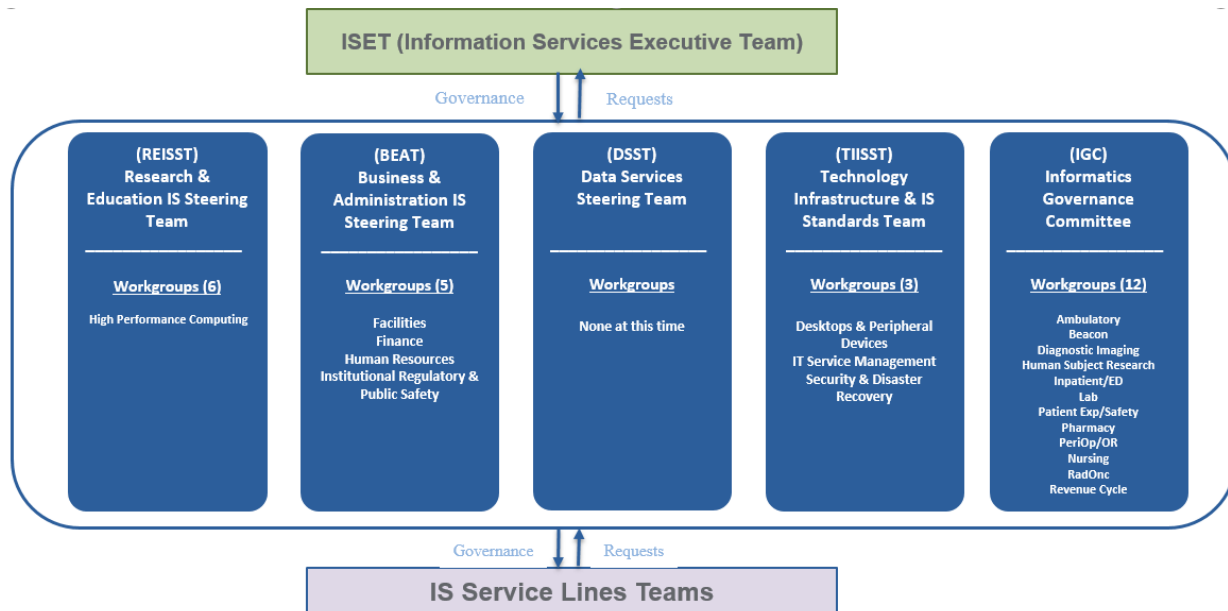 ISET (Information Services Executive Team)
Governance
Requests
(REISST)
Research &
Education IS Steering
Team
Workgroups (6)
High Performance Computing
(BEAT)
Business &
Administration IS
Steering Team
Workgroups (5)
Facilities
Finance
Human Resources
Institutional Regulatory &
Public Safety
(DSST)
Data Services
Steering Team
Workgroups
None at this time
(TIISST)
Technology
Infrastructure & IS
Standards Team
Workgroups (3)
Desktops & Peripheral
Devices
IT Service Management
Security & Disaster
Recovery
(IGC)
Informatics
Governance
Committee
Workgroups (12)
Ambulatory
Beacon
Diagnostic Imaging
Human Subject Research
Inpatient/ED
Lab
Patient Exp/Safety
Pharmacy
PeriOp/OR
Nursing
RadOnc
Revenue Cycle
Governance
Requests
IS Service Lines Teams